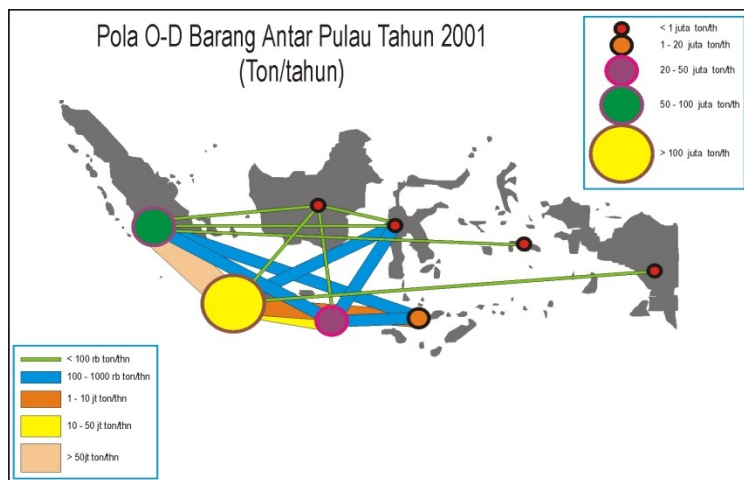 Pola O-D Barang Antar Pulau Tahun 2001
(Ton/tahun)
< 1 juta ton/th
1 - 20 juta ton/th
20 - 50 juta ton/th
50 - 100 juta ton/th
> 100 juta ton/th
< 100 rb ton/thn
100 - 1000 rb ton/thn
1 - 10 jt ton/thn
10 - 50 jt ton/thn
> 50jt ton/thn